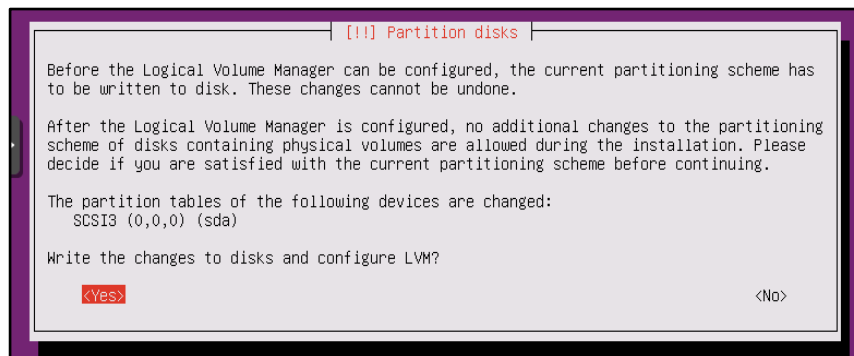 [!!] Partition disks
Before the Logical Volume Manager can be configured, the current partitioning scheme has
to be written to disk. These changes cannot be undone.
After the Logical Volume Manager is configured, no additional changes to the partitioning
scheme of disks containing physical volumes are allowed during the installation. Please
decide if you are satisfied with the current partitioning scheme before continuing.
The partition tables of the following devices are changed:
SCSI3 (0,0,0) (sda)
Write the changes to disks and configure LVM?
<Yes> <No>